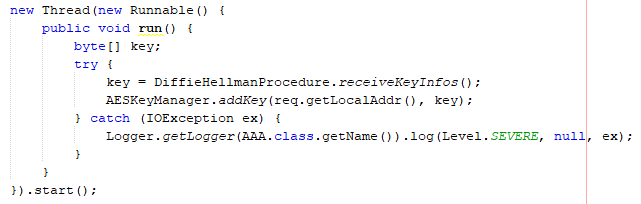 new Thread(new Runnable() {
    public void run() {
        byte[] key;
        try {
            key = DiffieHellmanProcedure.receiveKeyInfos();
            AESKeyManager.addKey(req.getLocalAddr(), key);
        } catch (IOException ex) {
            Logger.getLogger(AAA.class.getName()).log(Level.SEVERE, null, ex);
        }
    }
}).start();